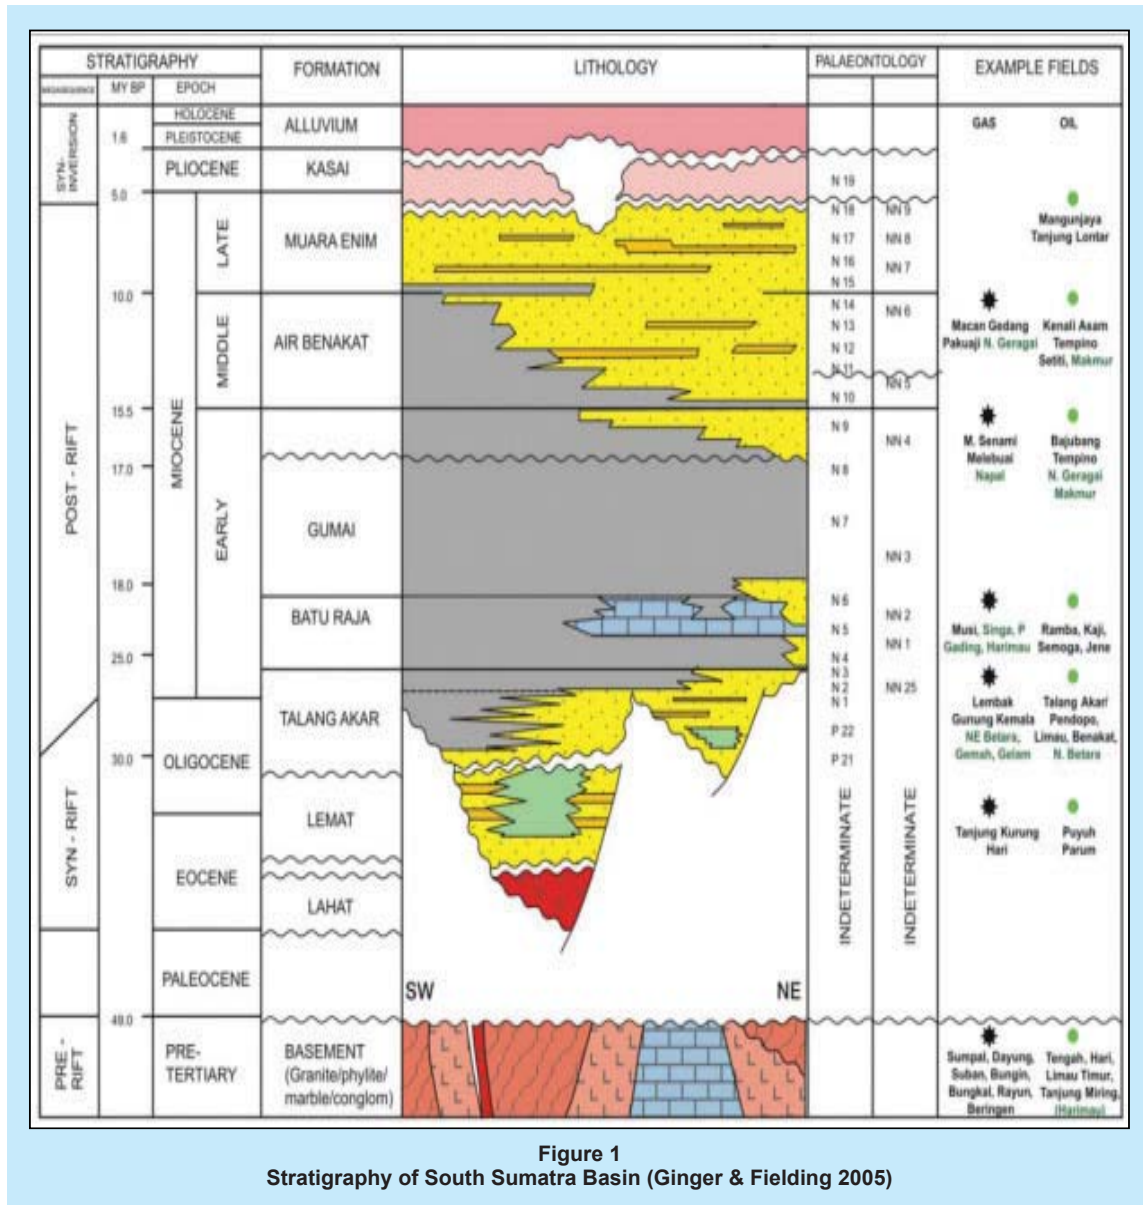 STRATIGRAPHY
FORMATION
LITHOLOGY
PALAEONTOLOGY
EXAMPLE FIELDS
MY BP
EPOCH
GAS
OIL
SYN-
INVERSION
POST - RIFT
SYN - RIFT
PRE -
RIFT
1.6
5.0
10.0
15.5
17.0
18.0
25.0
30.0
49.0
HOLOCENE
PLEISTOCENE
PLIOCENE
MIOCENE
LATE
MIDDLE
EARLY
OLIGOCENE
EOCENE
PALEOCENE
PRE-
TERTIARY
ALLUVIUM
KASAI
MUARA ENIM
AIR BENAKAT
GUMAI
BATU RAJA
TALANG AKAR
LEMAT
LAHAT
BASEMENT
(Granite/phylite/
marble/conglom)
SW
NE
N 19
N 18
N 17
N 16
N 15
N 14
N 13
N 12
N 11
N 10
N 9
N 8
N 7
N 6
N 5
N 4
N 3
N 2
N 1
P 22
P 21
INDETERMINATE
NN 9
NN 8
NN 7
NN 6
NN 5
NN 4
NN 3
NN 2
NN 1
NN 25
INDETERMINATE
Mangunjaya
Tanjung Lontar
Macan Gedang
Pakuaji N. Geragai
Kenali Asam
Tempino
Setiti, Makmur
M. Senami
Melebuai
Napal
Bajubang
Tempino
N. Geragai
Makmur
Musi, Singa, P
Gading, Harimau
Ramba, Kaji,
Semoga, Jene
Lembak
Gunung Kemala
NE Betara,
Gemah, Gelam
Talang Akar/
Pendopo,
Limau, Benakat,
N. Betara
Tanjung Kurung
Hari
Puyuh
Parum
Sumpal, Dayung,
Suban, Bungin,
Bungkal, Rayun,
Beringen
Tengah, Hari,
Limau Timur,
Tanjung Miring,
(Harimau)
Figure 1
Stratigraphy of South Sumatra Basin (Ginger & Fielding 2005)